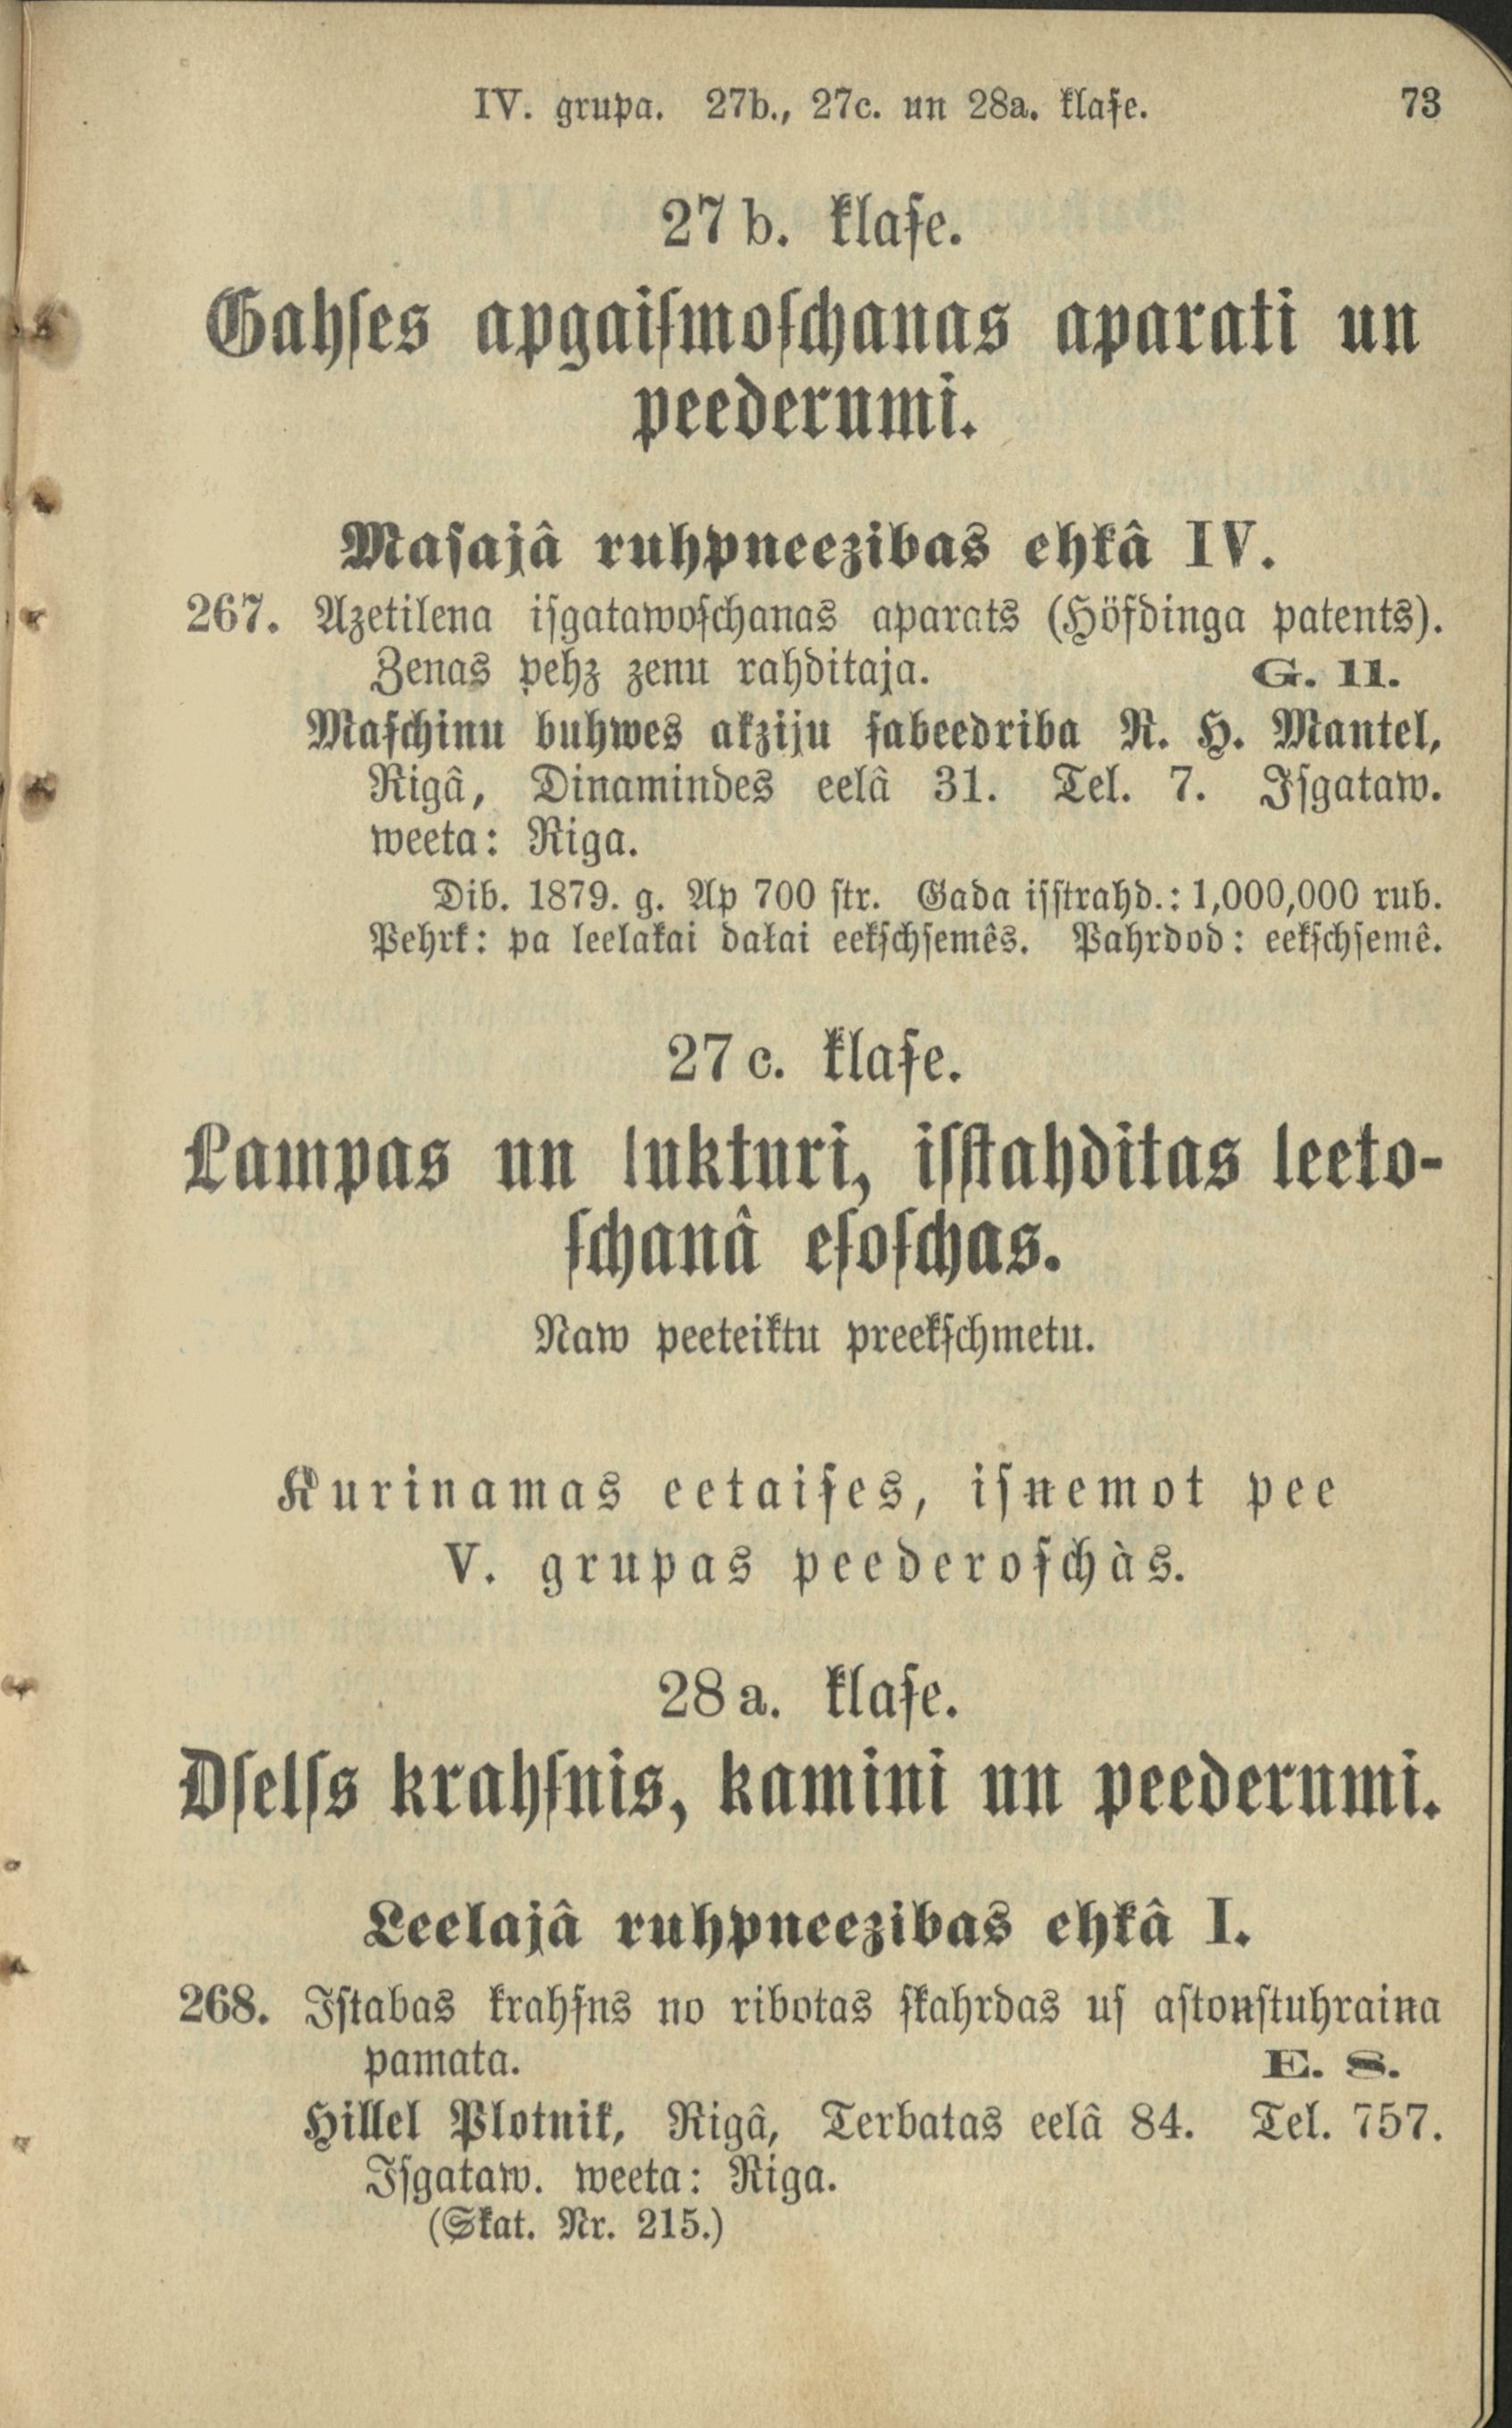 IV. grupa. 27b., 27c. un 28a. klaſe. 73
27 b. klaſe.
Gahſes apgaiſmoſchanas aparati un
peederumi.
Maſajâ ruhpneezibas ehkâ IV.
267. Azetilena iſgatawoſchanas aparats (Höfdinga patents).
Zenas pehz zenu rahditaja. G. 11.
Maſchinu buhwes akziju ſabeedriba R. H. Mantel,
Rigâ, Dinamindes eelâ 31. Tel. 7. Iſgataw.
weeta: Riga.
Dib. 1879. g. Ap 700 ſtr. Gada iſſtrahd.: 1,000,000 rub.
Pehrk: pa leelakai dałai eekſchſemês. Pahrdod: eekſchſemê.
27 c. klaſe.
Lampas un lukturi, iſſtahditas leeto-
ſchanâ eſoſchas.
Naw peeteiktu preekſchmetu.
Kurinamas eetaiſes, iſņemot pee
V. grupas peederoſchàs.
28 a. klaſe.
Dſelſs krahſnis, kamini un peederumi.
Leelajâ ruhpneezibas ehkâ I.
268. Iſtabas krahſns no ribotas ſkahrdas uſ aſtoņſtuhraiņa
pamata. E. 8.
Hillel Plotnik, Rigâ, Terbatas eelâ 84. Tel. 757.
Iſgataw. weeta: Riga.
(Skat. Nr. 215.)